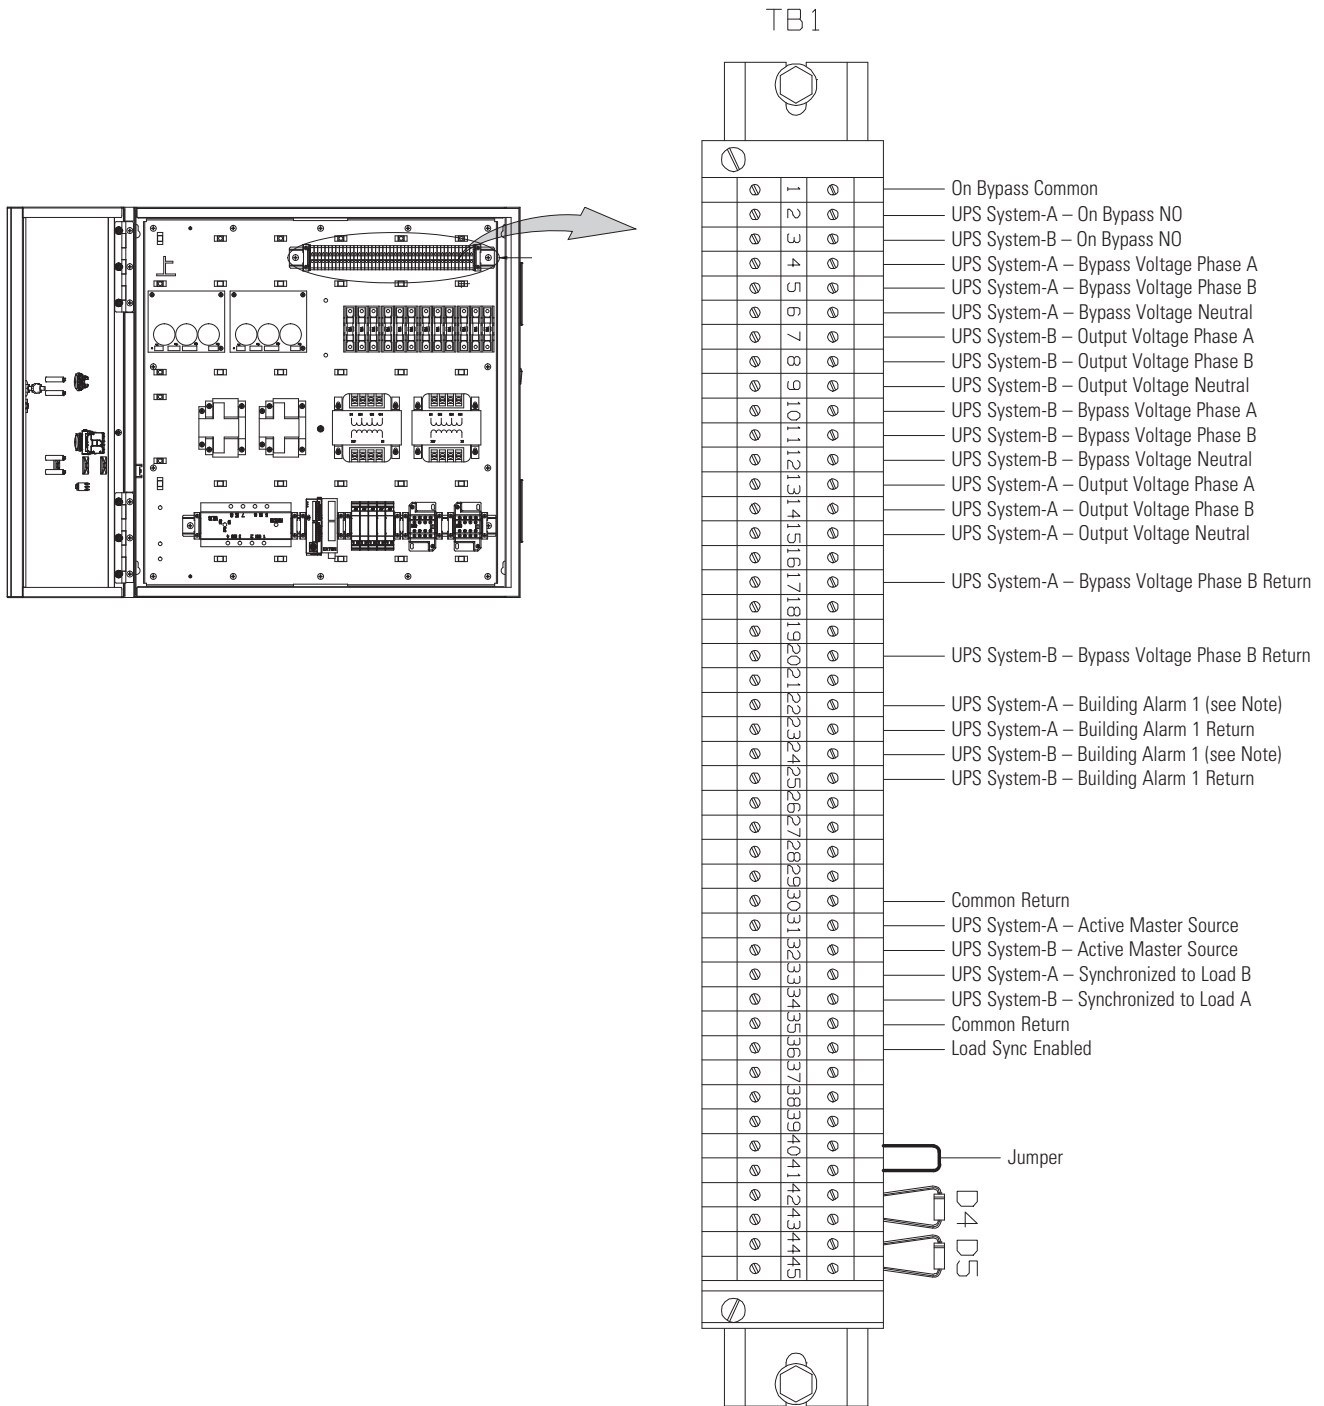 TB1
1
On Bypass Common
2
UPS System-A – On Bypass NO
3
UPS System-B – On Bypass NO
4
UPS System-A – Bypass Voltage Phase A
5
UPS System-A – Bypass Voltage Phase B
6
UPS System-A – Bypass Voltage Neutral
7
UPS System-B – Output Voltage Phase A
8
UPS System-B – Output Voltage Phase B
9
UPS System-B – Output Voltage Neutral
10
UPS System-B – Bypass Voltage Phase A
11
UPS System-B – Bypass Voltage Phase B
12
UPS System-B – Bypass Voltage Neutral
13
UPS System-A – Output Voltage Phase A
14
UPS System-A – Output Voltage Phase B
15
UPS System-A – Output Voltage Neutral
16
17
UPS System-A – Bypass Voltage Phase B Return
18
19
20
UPS System-B – Bypass Voltage Phase B Return
21
22
UPS System-A – Building Alarm 1 (see Note)
23
UPS System-A – Building Alarm 1 Return
24
UPS System-B – Building Alarm 1 (see Note)
25
UPS System-B – Building Alarm 1 Return
26
27
28
29
30
Common Return
31
UPS System-A – Active Master Source
32
UPS System-B – Active Master Source
33
UPS System-A – Synchronized to Load B
34
UPS System-B – Synchronized to Load A
35
Common Return
36
Load Sync Enabled
37
38
39
40
41
Jumper
42
43
D4
44
45
D5